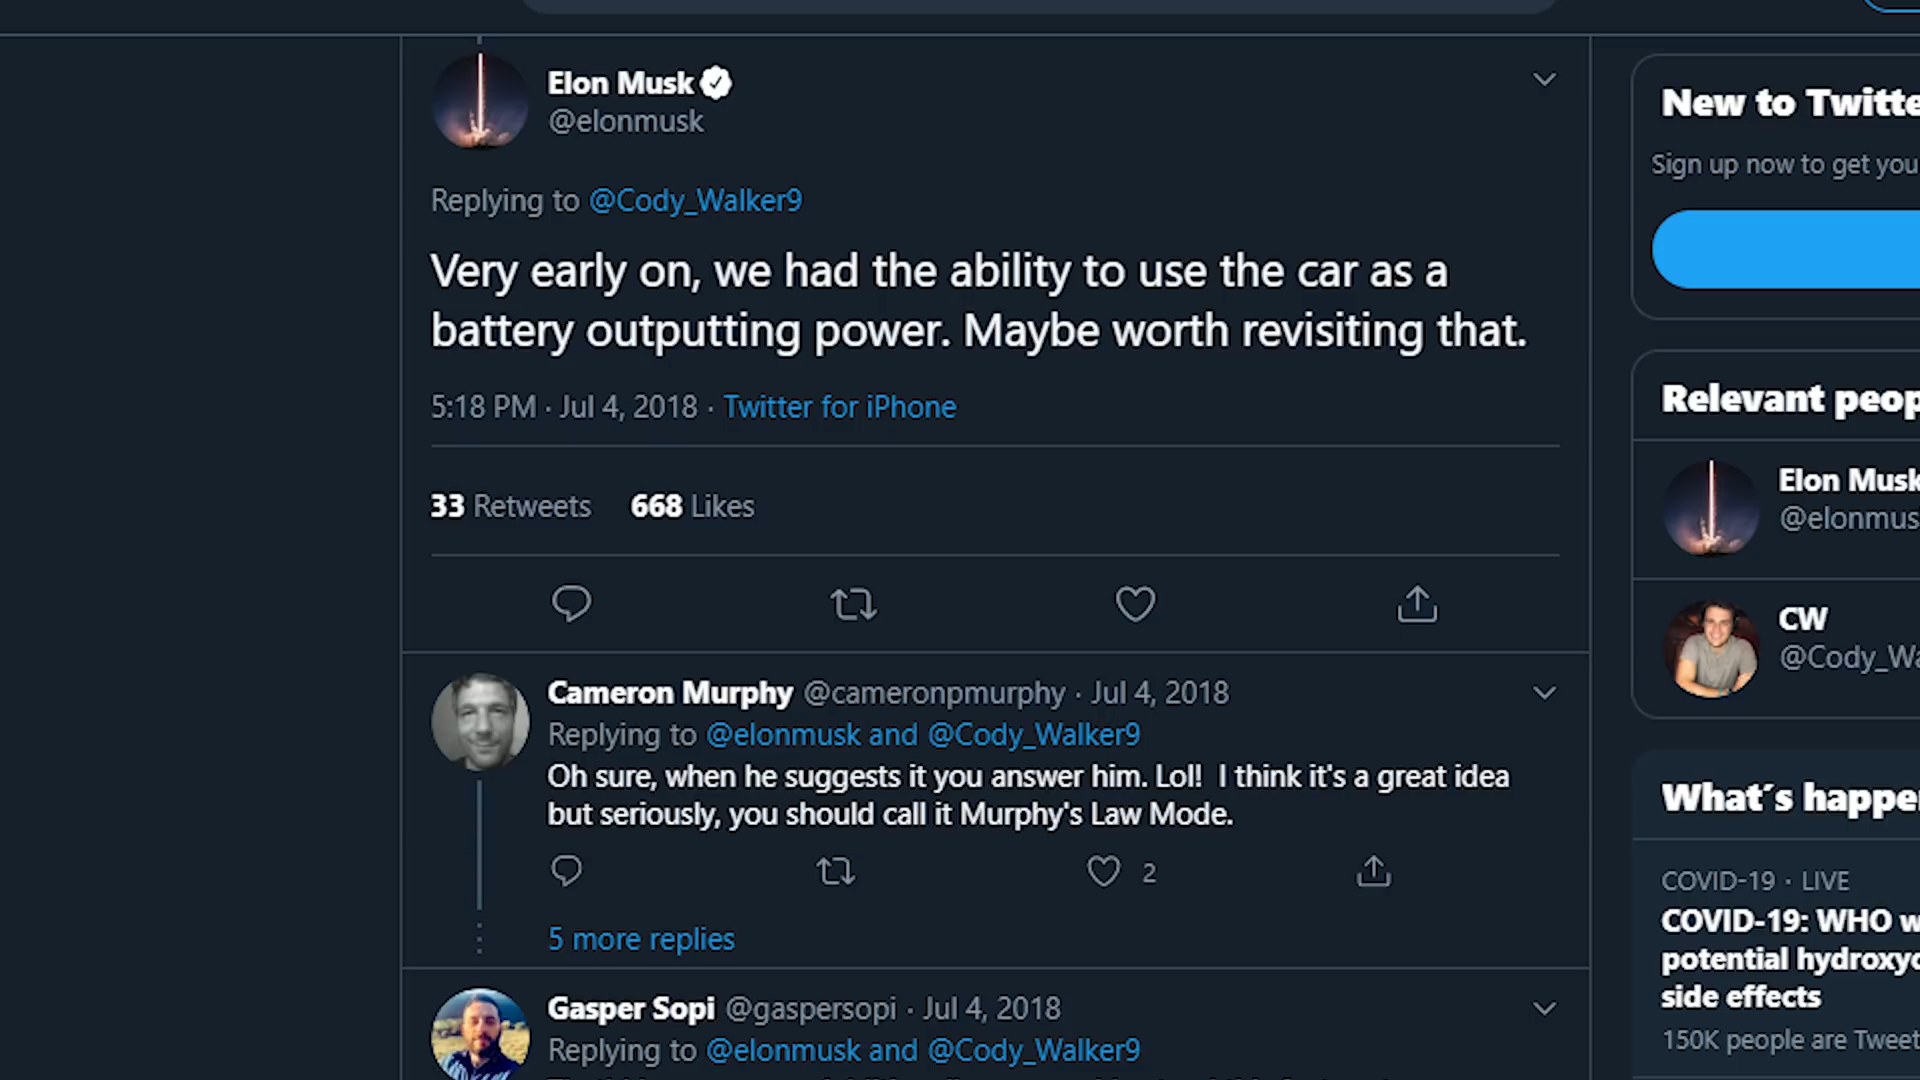 Elon Musk
@elonmusk
Replying to @Cody_Walker9
Very early on, we had the ability to use the car as a
battery outputting power. Maybe worth revisiting that.
5:18 PM · Jul 4, 2018 · Twitter for iPhone
33 Retweets 668 Likes
Cameron Murphy @cameronpmurphy · Jul 4, 2018
Replying to @elonmusk and @Cody_Walker9
Oh sure, when he suggests it you answer him. Lol! I think it's a great idea
but seriously, you should call it Murphy's Law Mode.
2
5 more replies
Gasper Sopi @gaspersopi · Jul 4, 2018
Replying to @elonmusk and @Cody_Walker9
New to Twitte
Sign up now to get you
Relevant peop
Elon Musk
@elonmus
CW
@Cody_Wa
What´s happe
COVID-19 · LIVE
COVID-19: WHO w
potential hydroxyc
side effects
150K people are Tweet